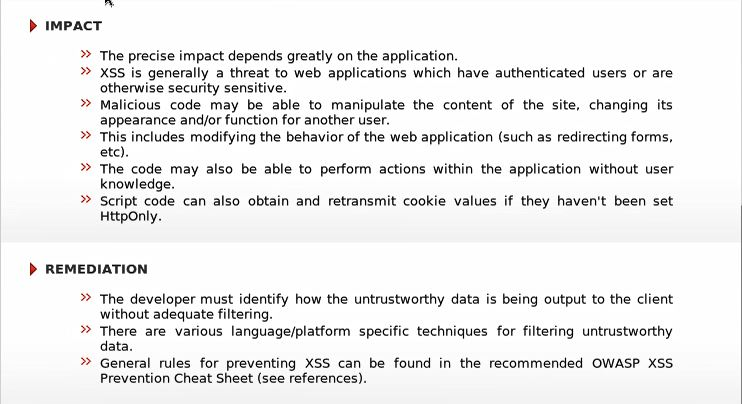 IMPACT
The precise impact depends greatly on the application.
XSS is generally a threat to web applications which have authenticated users or are
otherwise security sensitive.
Malicious code may be able to manipulate the content of the site, changing its
appearance and/or function for another user.
This includes modifying the behavior of the web application (such as redirecting forms,
etc).
The code may also be able to perform actions within the application without user
knowledge.
Script code can also obtain and retransmit cookie values if they haven't been set
HttpOnly.
REMEDIATION
The developer must identify how the untrustworthy data is being output to the client
without adequate filtering.
There are various language/platform specific techniques for filtering untrustworthy
data.
General rules for preventing XSS can be found in the recommended OWASP XSS
Prevention Cheat Sheet (see references).